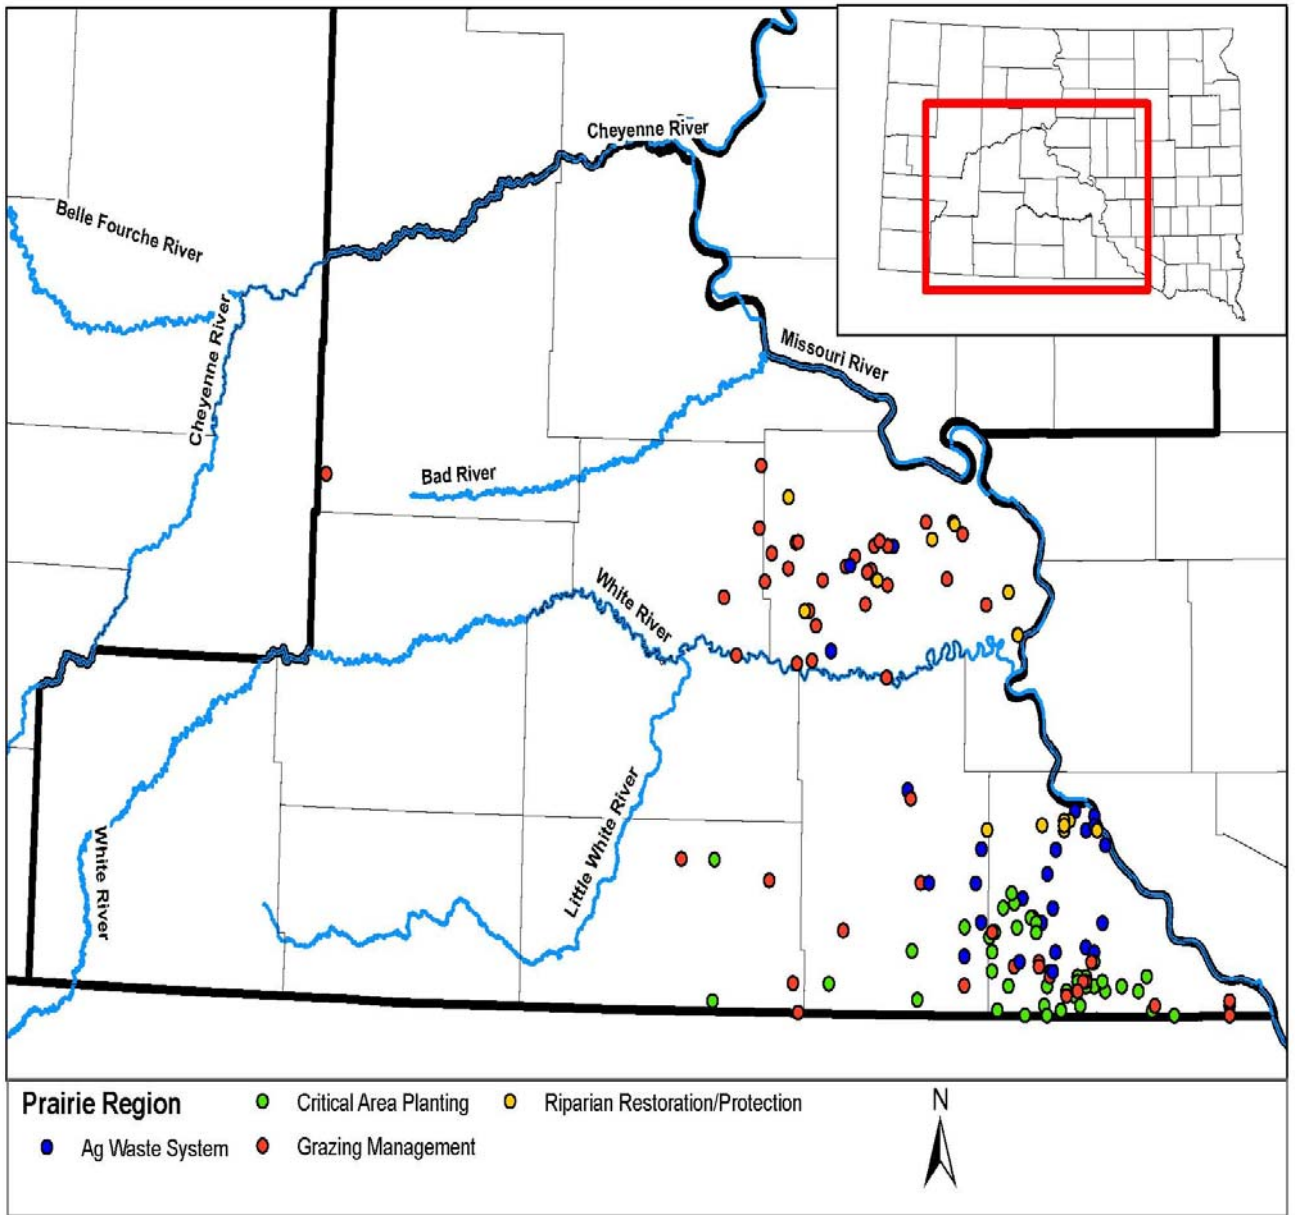 Cheyenne River
Belle Fourche River
Cheyenne River
Missouri River
Bad River
White River
Little White River
White River
Prairie Region
Critical Area Planting
Riparian Restoration/Protection
Ag Waste System
Grazing Management
N